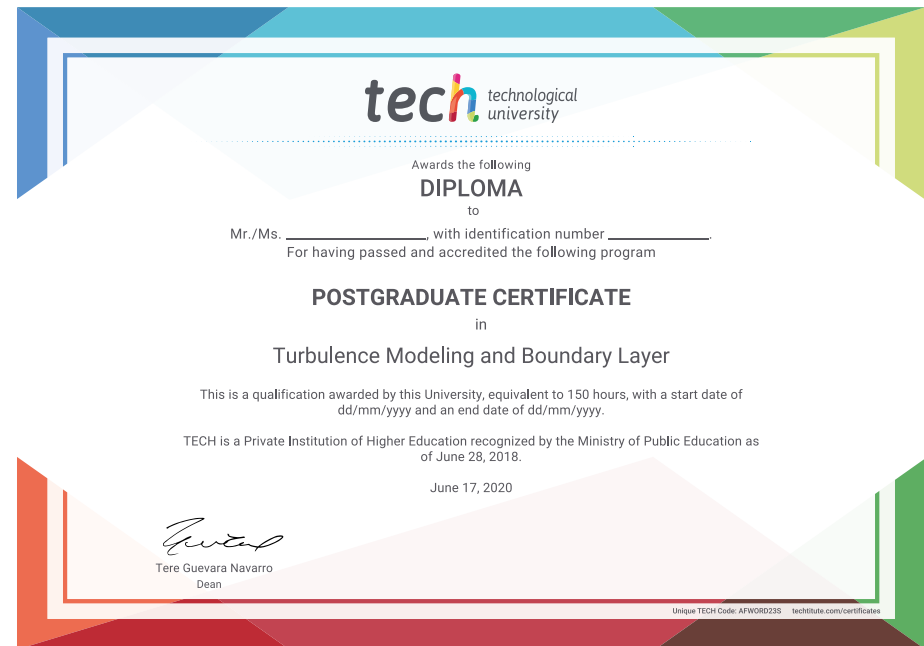 tech technological
university
Awards the following
DIPLOMA
to
Mr./Ms. ____________________, with identification number ______________.
For having passed and accredited the following program
POSTGRADUATE CERTIFICATE
in
Turbulence Modeling and Boundary Layer
This is a qualification awarded by this University, equivalent to 150 hours, with a start date of
dd/mm/yyyy and an end date of dd/mm/yyyy.
TECH is a Private Institution of Higher Education recognized by the Ministry of Public Education as
of June 28, 2018.
June 17, 2020
Tere Guevara Navarro
Dean
Unique TECH Code: AFWORD23S techtitute.com/certificates